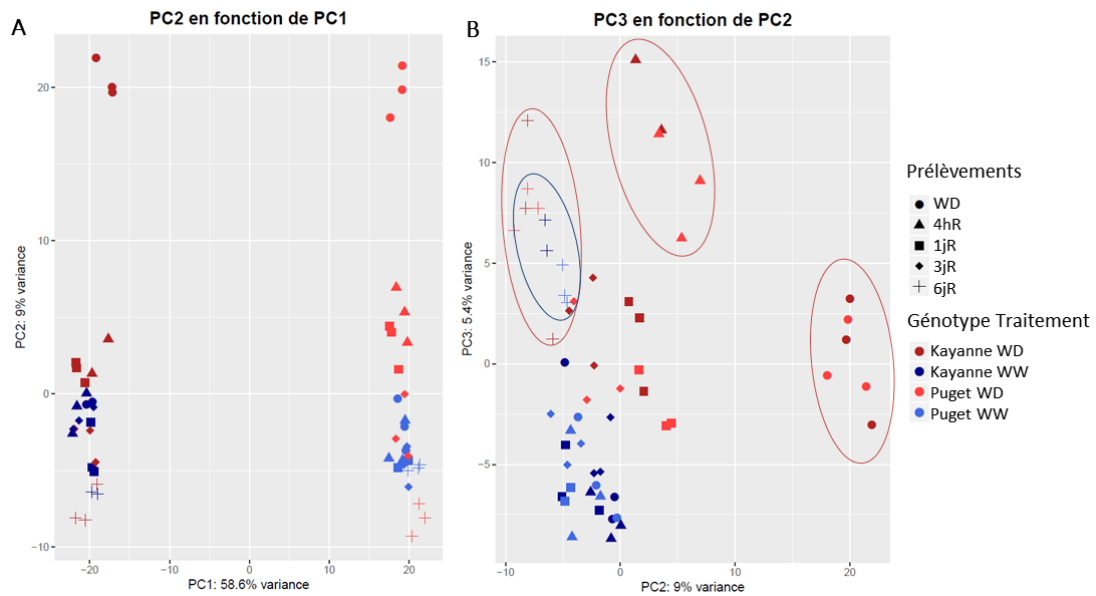 A
PC2 en fonction de PC1
20
10
0
−10
−20
−10
0
10
20
PC2: 9% variance
PC1: 58.6% variance
B
PC3 en fonction de PC2
15
10
5
0
−5
−10
0
10
20
PC3: 5.4% variance
PC2: 9% variance
Prélèvements
WD
4hR
1jR
3jR
6jR
Génotype Traitement
Kayanne WD
Kayanne WW
Puget WD
Puget WW